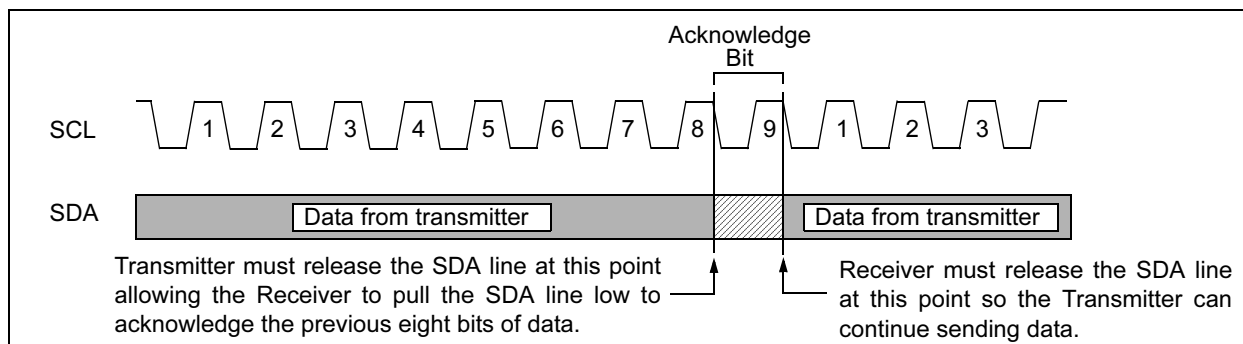 Acknowledge
Bit
SCL
1 2 3 4 5 6 7 8 9 1 2 3
SDA
Data from transmitter
Data from transmitter
Transmitter must release the SDA line at this point
allowing the Receiver to pull the SDA line low to
acknowledge the previous eight bits of data.
Receiver must release the SDA line
at this point so the Transmitter can
continue sending data.